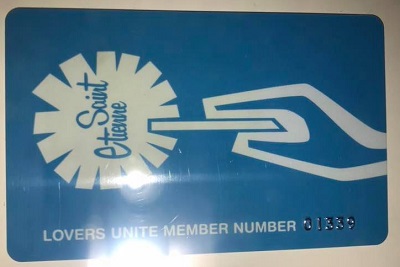 Saint
Etienne
LOVERS UNITE MEMBER NUMBER 01339